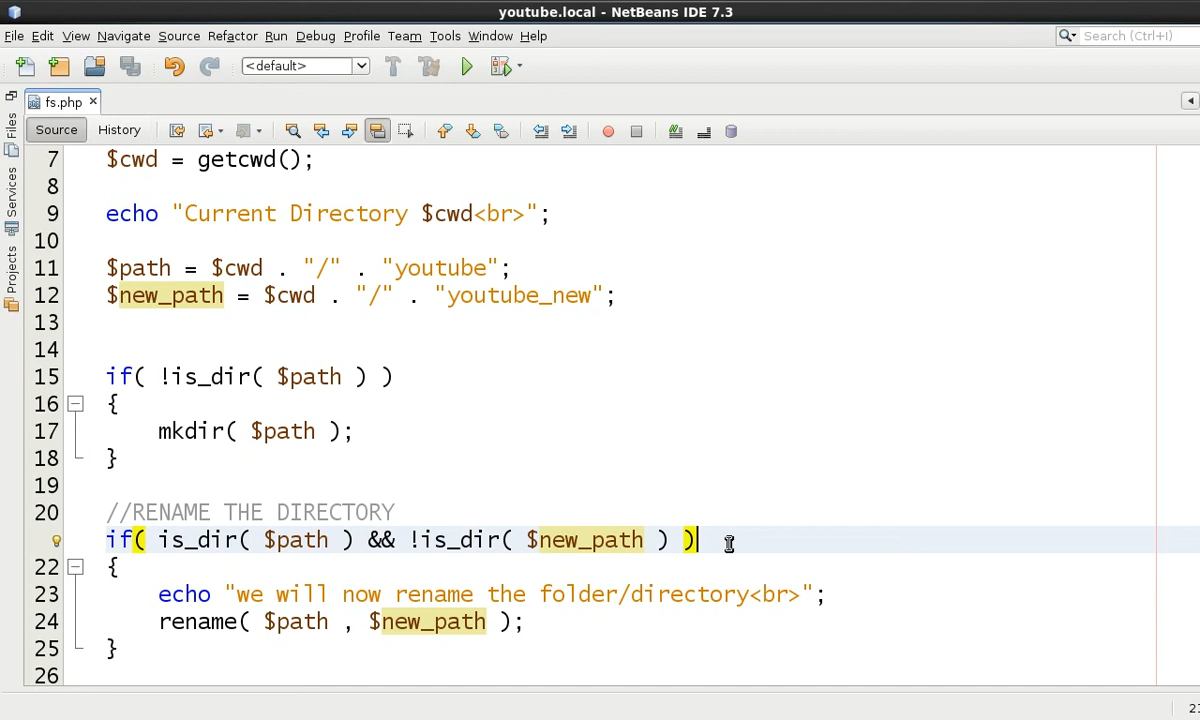 youtube.local - NetBeans IDE 7.3
File Edit View Navigate Source Refactor Run Debug Profile Team Tools Window Help
Search (Ctrl+I)
<default>
fs.php
Source History
Files
Services
Projects
7 $cwd = getcwd();
8
9 echo "Current Directory $cwd<br>";
10
11 $path = $cwd . "/" . "youtube";
12 $new_path = $cwd . "/" . "youtube_new";
13
14
15 if( !is_dir( $path ) )
16 {
17 mkdir( $path );
18 }
19
20 //RENAME THE DIRECTORY
if( is_dir( $path ) && !is_dir( $new_path ) )
22 {
23 echo "we will now rename the folder/directory<br>";
24 rename( $path , $new_path );
25 }
26